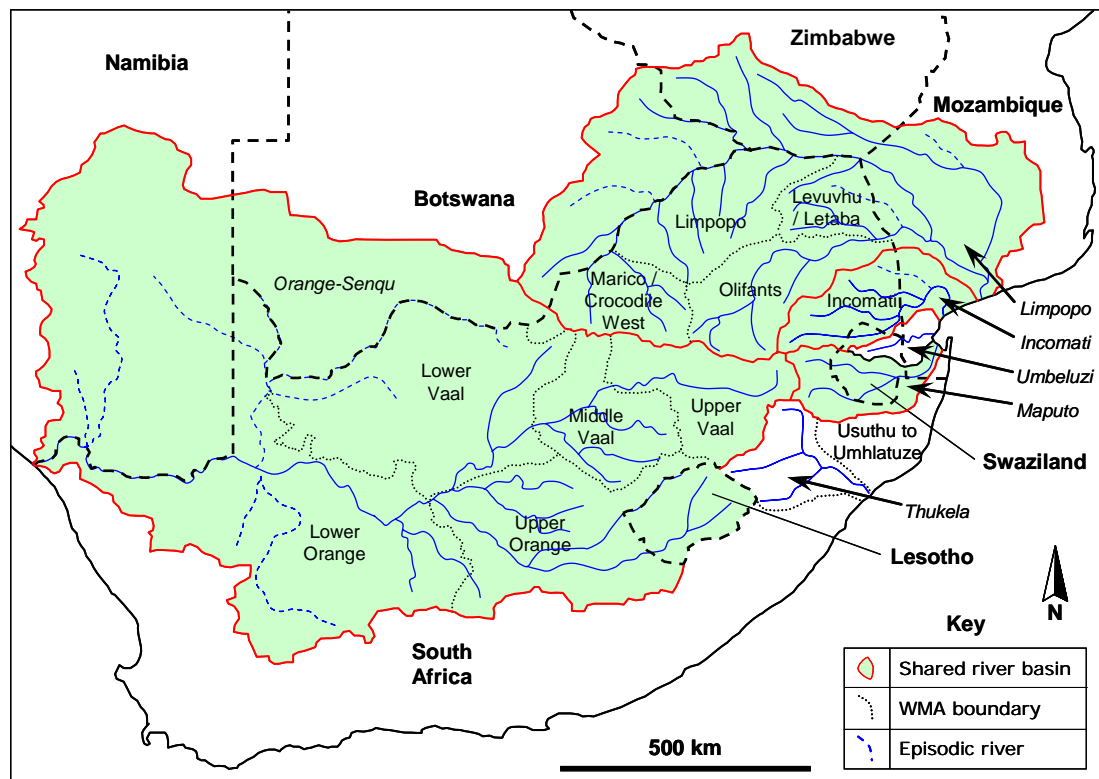 Zimbabwe
Namibia
Mozambique
Botswana
Levuvhu
/ Letaba
Limpopo
Orange-Senqu
Marico /
Crocodile
West
Olifants
Incomati
Limpopo
Incomati
Umbeluzi
Maputo
Lower
Vaal
Middle
Vaal
Upper
Vaal
Usuthu to
Umhlatuze
Swaziland
Thukela
Lower
Orange
Upper
Orange
Lesotho
N
South
Africa
Key
Shared river basin
WMA boundary
Episodic river
500 km